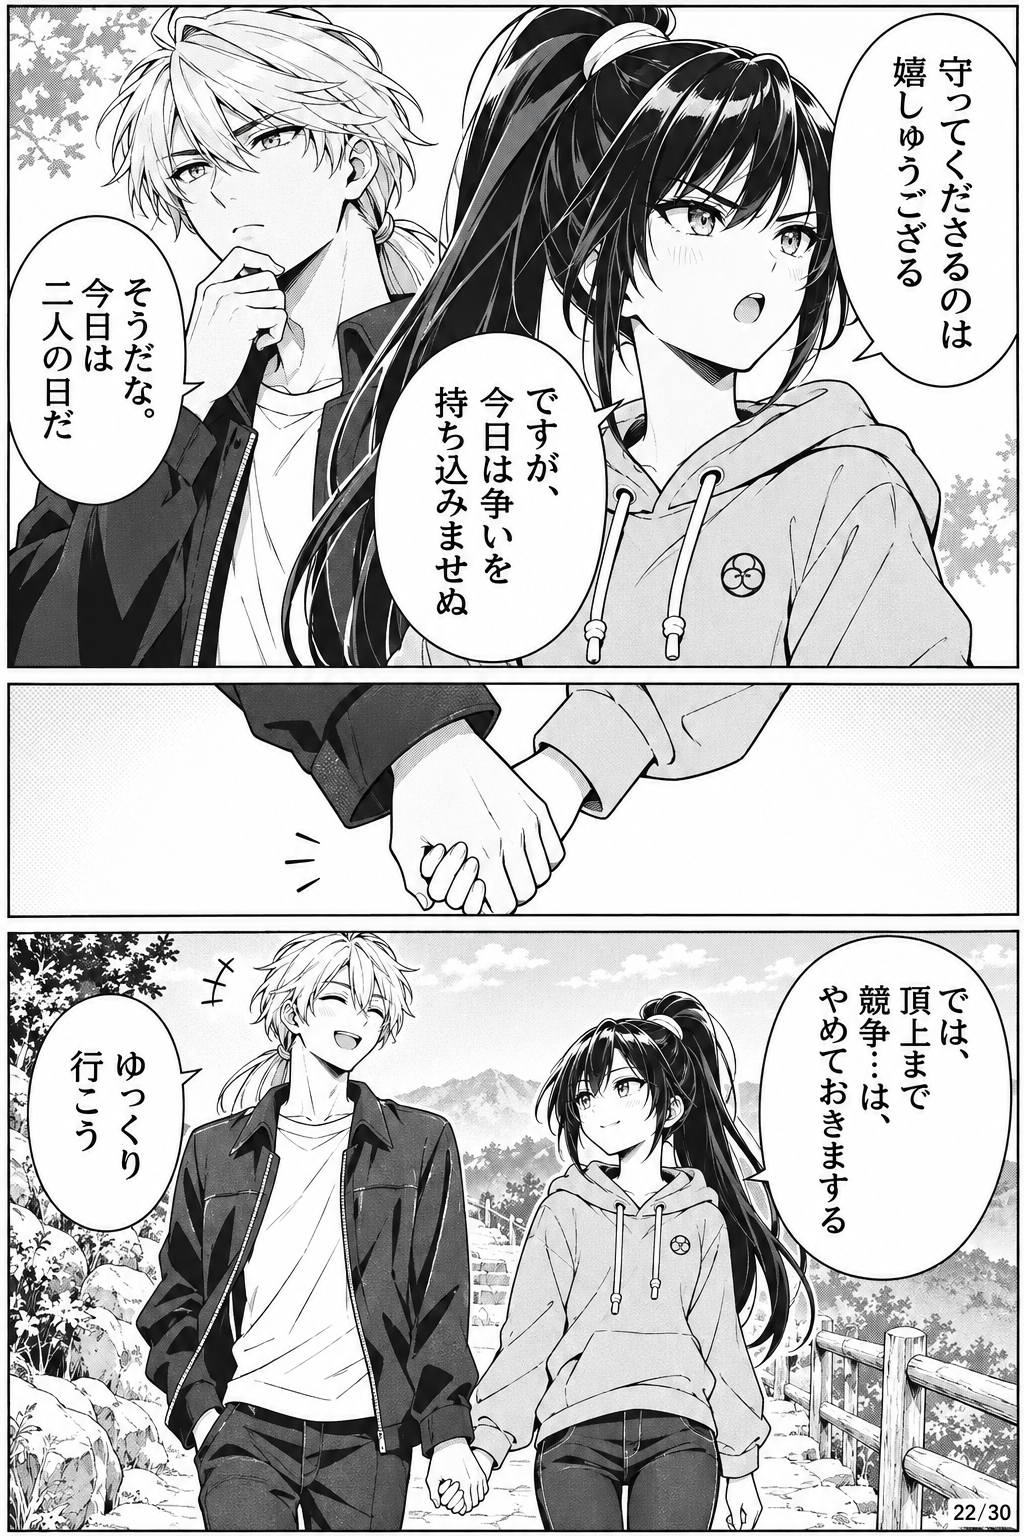 守ってくださるのは
嬉しゅうござる
ですが、
今日は争いを
持ち込みませぬ
そうだな。
今日は
二人の日だ
では、
頂上まで
競争…は、
やめておきまする
ゆっくり
行こう
22/30